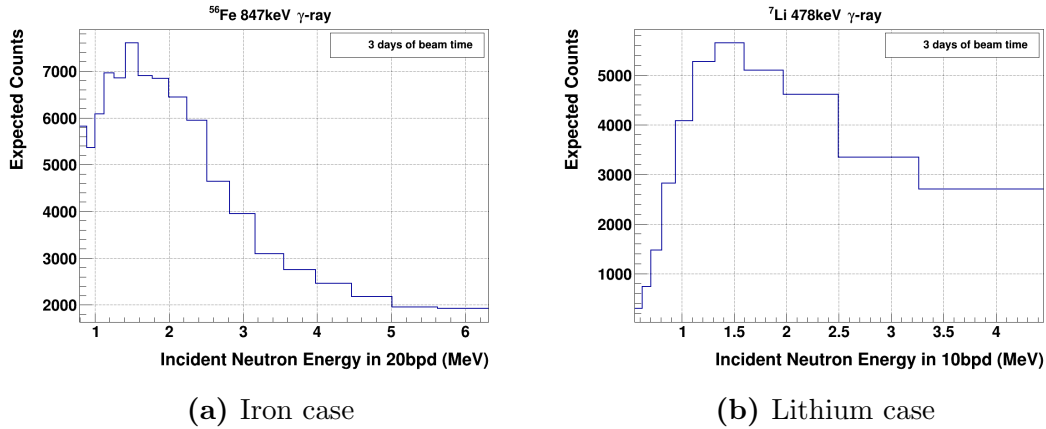 ⁵⁶Fe 847keV γ-ray
3 days of beam time
Expected Counts
7000
6000
5000
4000
3000
2000
1 2 3 4 5 6
Incident Neutron Energy in 20bpd (MeV)
(a) Iron case
⁷Li 478keV γ-ray
3 days of beam time
Expected Counts
5000
4000
3000
2000
1000
1 1.5 2 2.5 3 3.5 4
Incident Neutron Energy in 10bpd (MeV)
(b) Lithium case